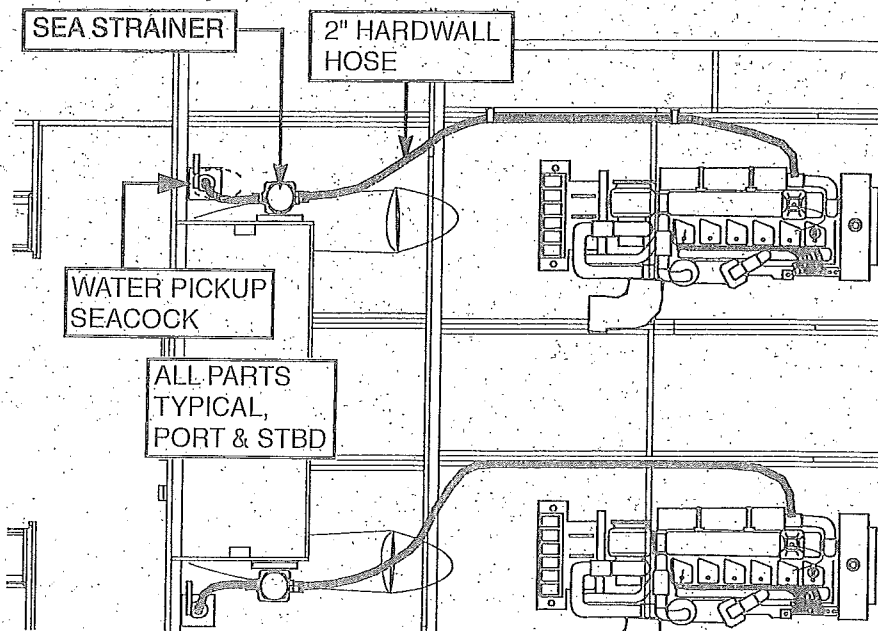 SEA STRAINER
2" HARDWALL
HOSE
WATER PICKUP
SEACOCK
ALL PARTS
TYPICAL,
PORT & STBD